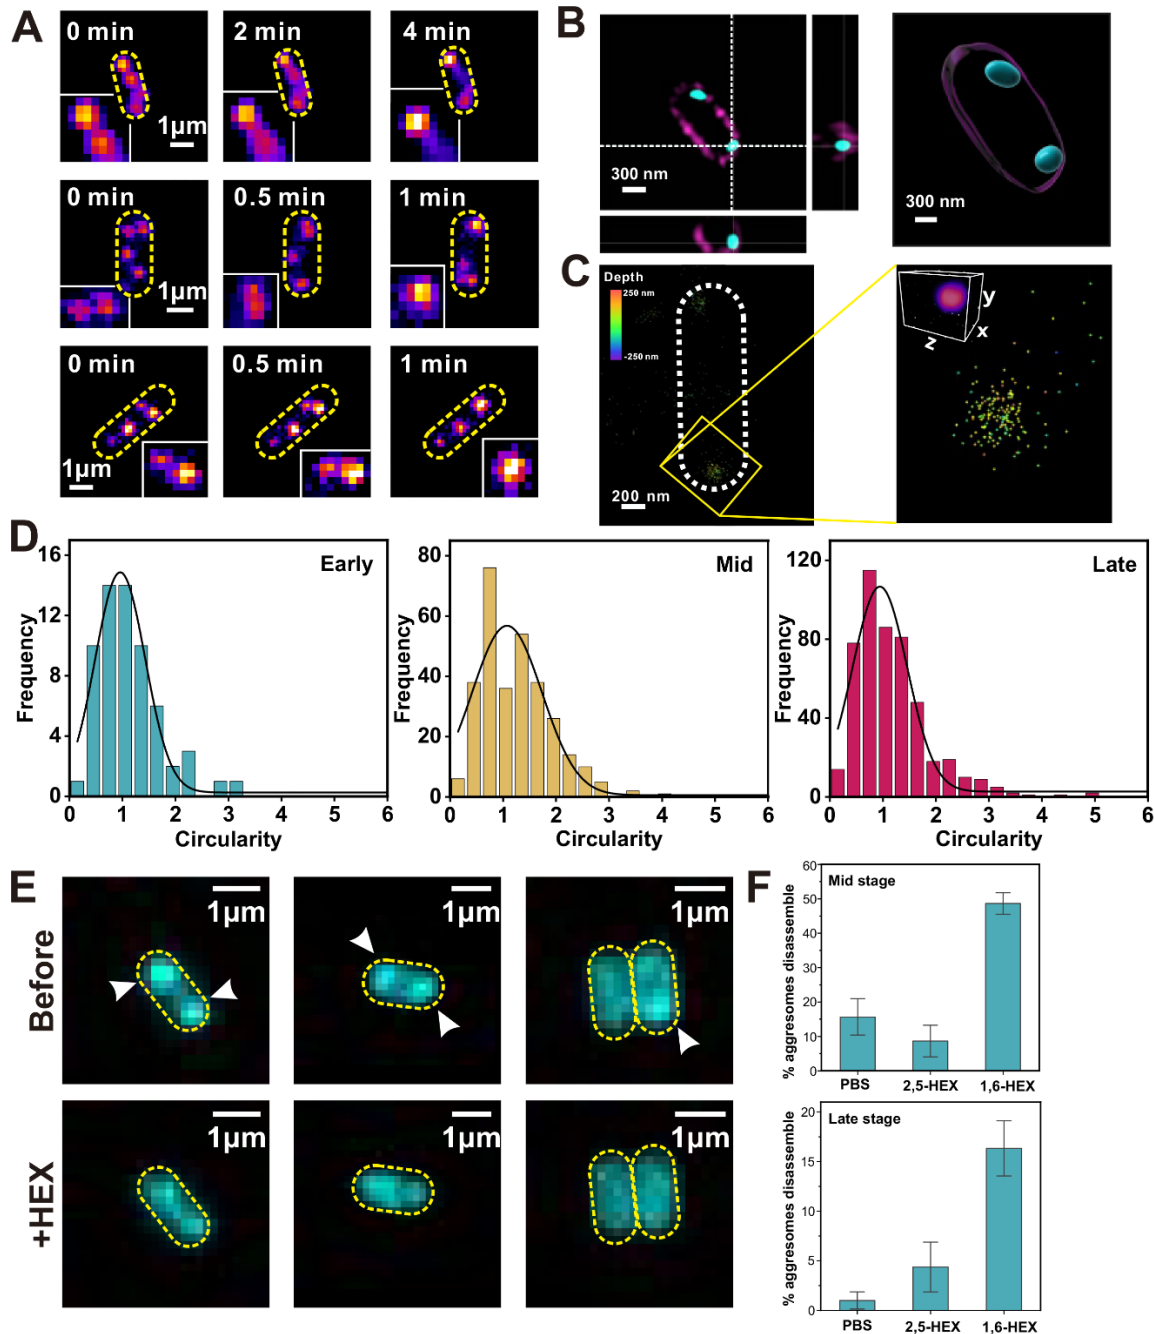 A
0 min
2 min
4 min
1μm
0 min
0.5 min
1 min
1μm
0 min
0.5 min
1 min
1μm
B
300 nm
300 nm
C
Depth
250 nm
-250 nm
200 nm
y
x
z
D
Early
Frequency
16
12
8
4
0
0 1 2 3 4 5 6
Circularity
Mid
Frequency
80
60
40
20
0
0 1 2 3 4 5 6
Circularity
Late
Frequency
120
80
40
0
0 1 2 3 4 5 6
Circularity
E
Before
1μm
1μm
1μm
+HEX
1μm
1μm
1μm
F
Mid stage
% aggresomes disassemble
60
50
40
30
20
10
0
PBS 2,5-HEX 1,6-HEX
Late stage
% aggresomes disassemble
20
15
10
5
0
PBS 2,5-HEX 1,6-HEX